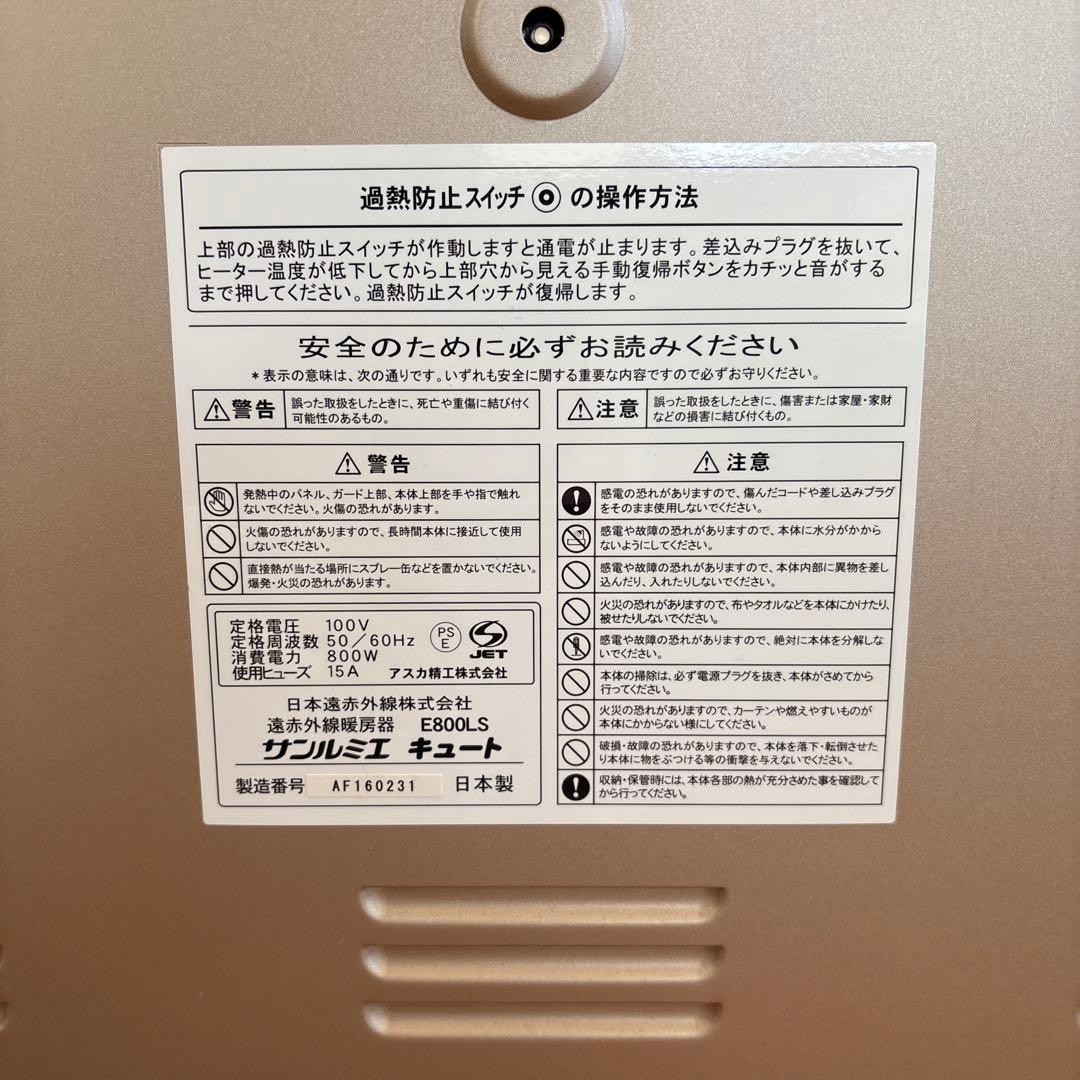 過熱防止スイッチ の操作方法
上部の過熱防止スイッチが作動しますと通電が止まります。差込みプラグを抜いて、
ヒーター温度が低下してから上部穴から見える手動復帰ボタンをカチッと音がする
まで押してください。過熱防止スイッチが復帰します。
安全のために必ずお読みください
*表示の意味は、次の通りです。いずれも安全に関する重要な内容ですので必ずお守りください。
警告
誤った取扱をしたときに、死亡や重傷に結び付く
可能性のあるもの。
注意
誤った取扱をしたときに、傷害または家屋・家財
などの損害に結び付くもの。
警告
発熱中のパネル、ガード上部、本体上部を手や指で触れ
ないでください。火傷の恐れがあります。
火傷の恐れがありますので、長時間本体に接近して使用
しないでください。
直接熱が当たる場所にスプレー缶などを置かないでください。
爆発・火災の恐れがあります。
定格電圧 100V
定格周波数 50/60Hz
消費電力 800W
使用ヒューズ 15A
PS
E
JET
アスカ精工株式会社
日本遠赤外線株式会社
遠赤外線暖房器 E800LS
サンルミエ キュート
製造番号 AF160231 日本製
注意
感電の恐れがありますので、傷んだコードや差し込みプラグ
をそのまま使用しないでください。
感電や故障の恐れがありますので、本体に水分がかから
ないようにしてください。
感電や故障の恐れがありますので、本体内部に異物を差し
込んだり、入れたりしないでください。
火災の恐れがありますので、布やタオルなどを本体にかけたり、
被せたりしないでください。
感電や故障の恐れがありますので、絶対に本体を分解しな
いでください。
本体の掃除は、必ず電源プラグを抜き、本体がさめてから
行ってください。
火災の恐れがありますので、カーテンや燃えやすいものが
本体にかからない様にしてください。
破損・故障の恐れがありますので、本体を落下・転倒させた
り本体に物をぶつける等の衝撃を与えないでください。
収納・保管時には、本体各部の熱が充分さめた事を確認して
から行ってください。